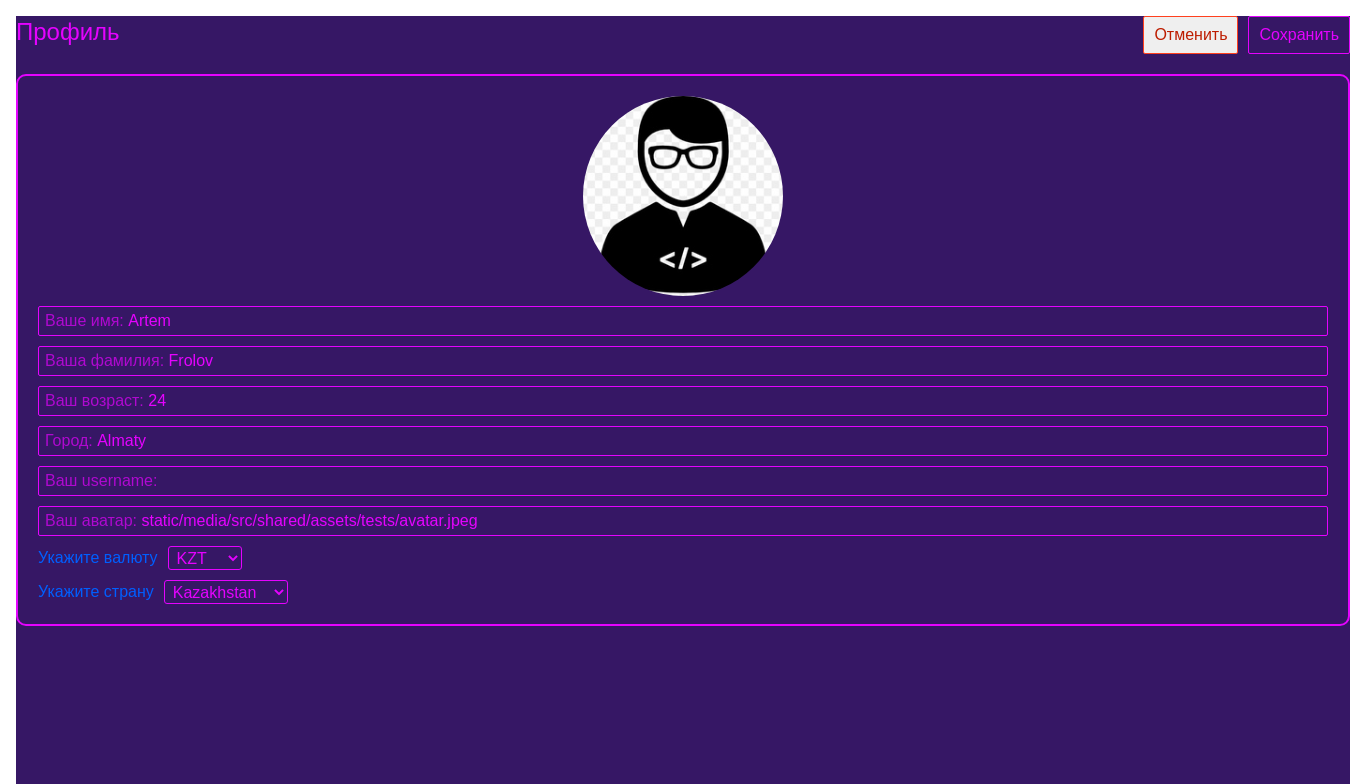 Профиль
Отменить
Сохранить
</>
Ваше имя: Artem
Ваша фамилия: Frolov
Ваш возраст: 24
Город: Almaty
Ваш username:
Ваш аватар: static/media/src/shared/assets/tests/avatar.jpeg
Укажите валюту KZT
Укажите страну Kazakhstan